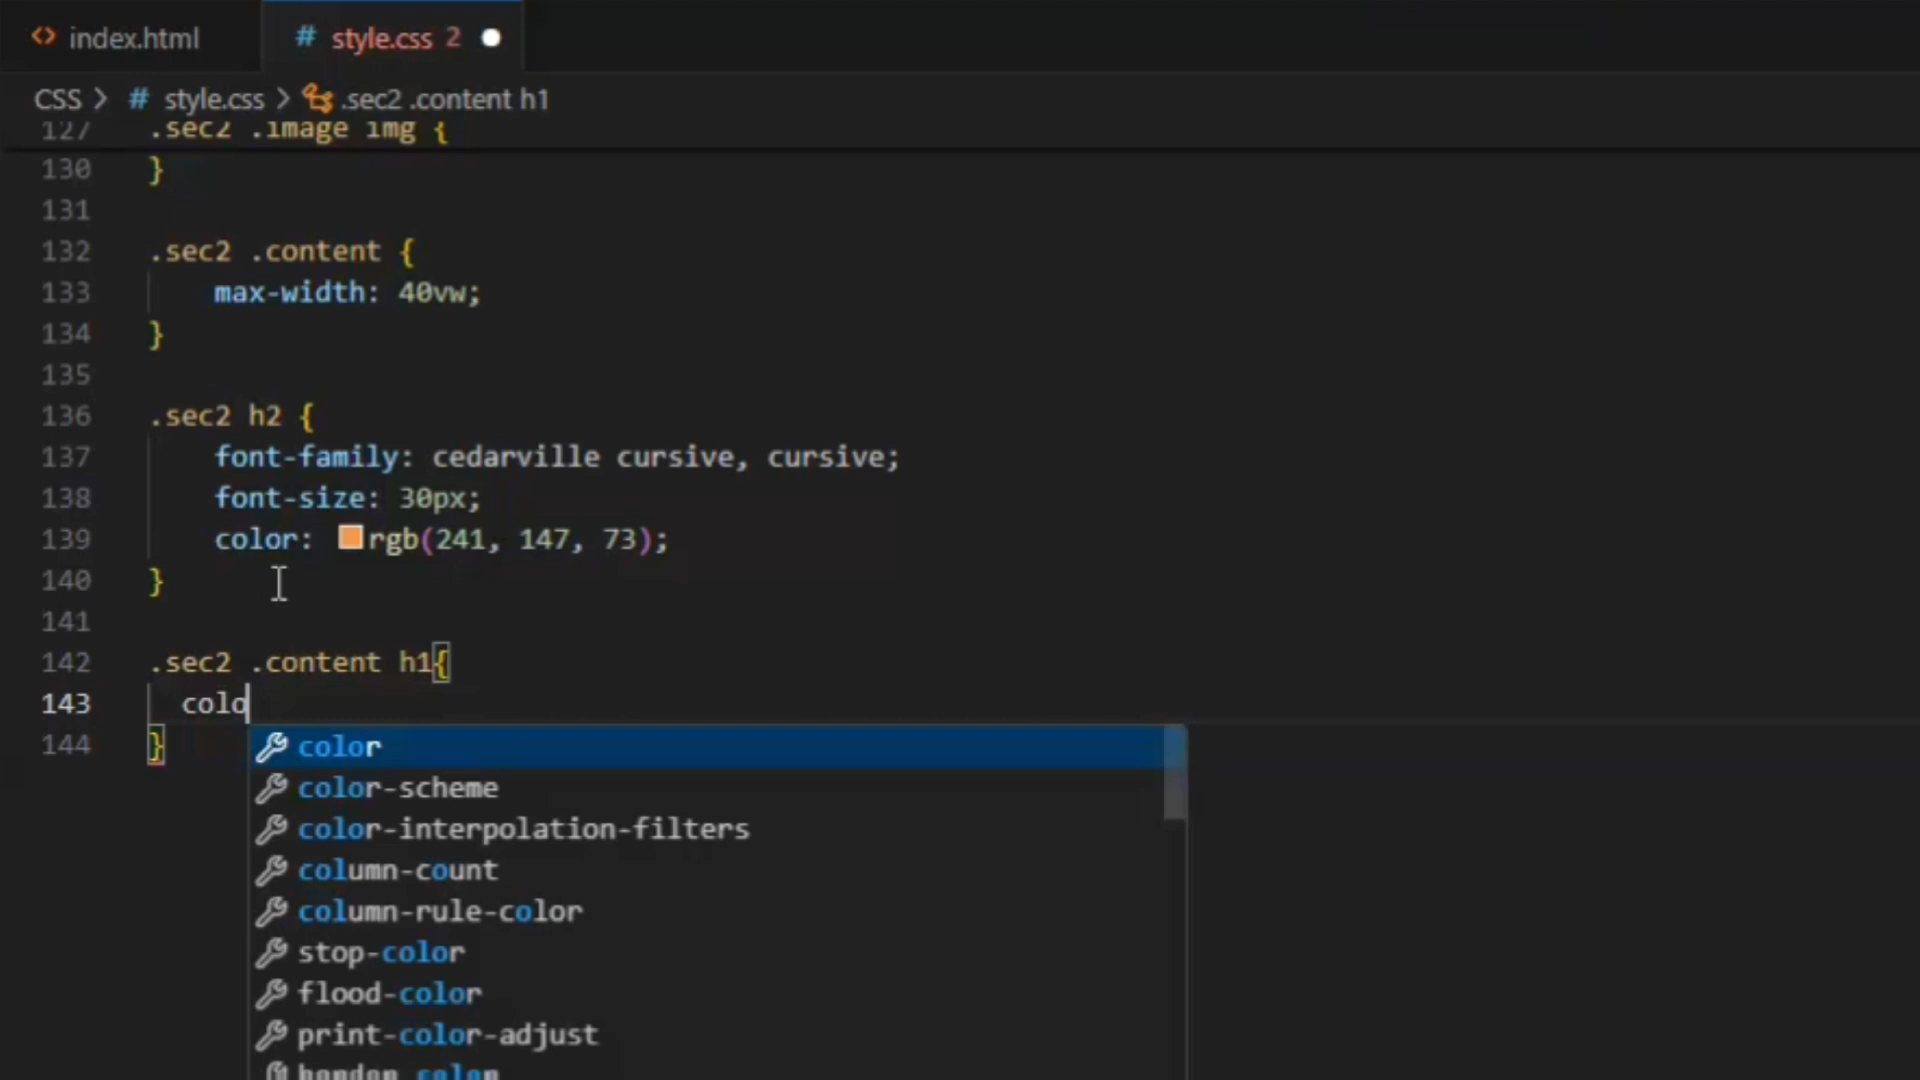 index.html
# style.css 2
CSS > # style.css > .sec2 .content h1
127 .sec2 .image img {
130 }
131
132 .sec2 .content {
133 max-width: 40vw;
134 }
135
136 .sec2 h2 {
137 font-family: cedarville cursive, cursive;
138 font-size: 30px;
139 color: rgb(241, 147, 73);
140 }
141
142 .sec2 .content h1{
143 colo
144 }
color
color-scheme
color-interpolation-filters
column-count
column-rule-color
stop-color
flood-color
print-color-adjust